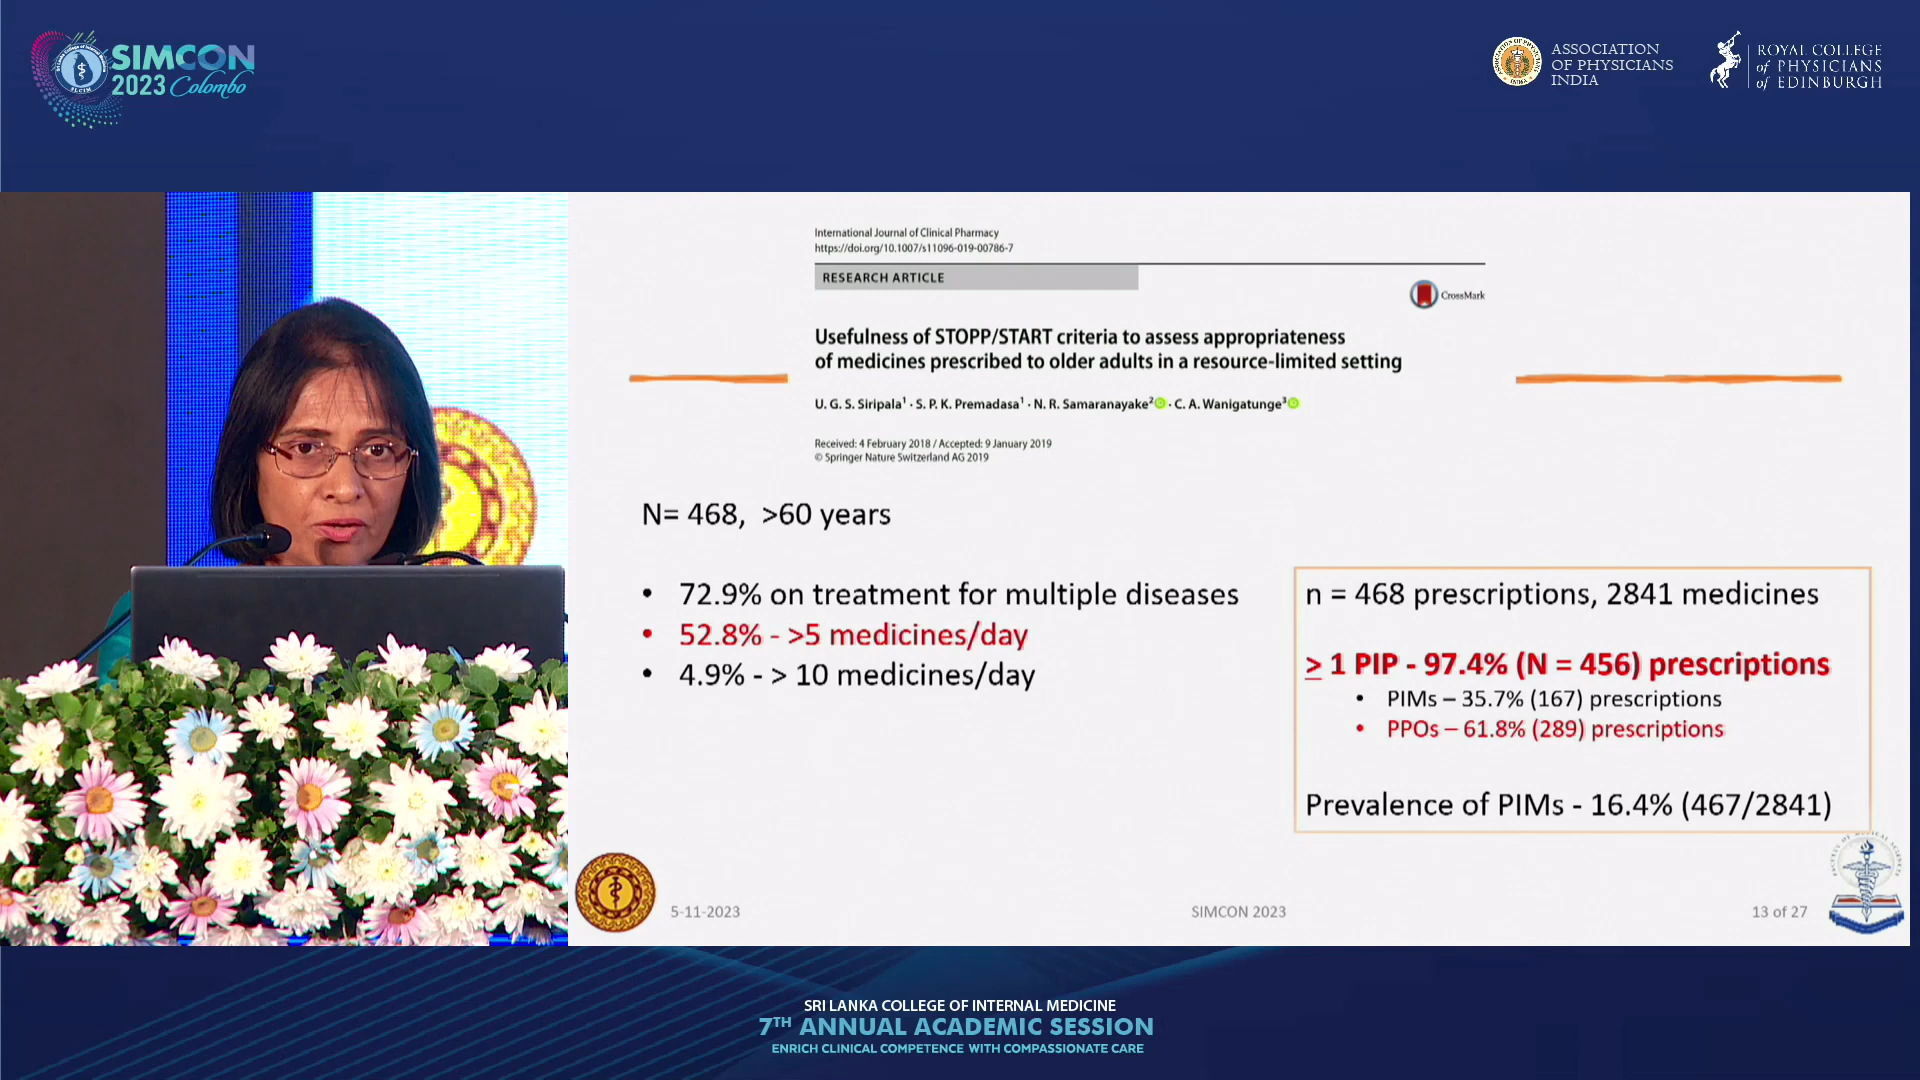 SIMCON
2023 Colombo
SLCIM
ASSOCIATION
OF PHYSICIANS
INDIA
ROYAL COLLEGE
of PHYSICIANS
of EDINBURGH
International Journal of Clinical Pharmacy
https://doi.org/10.1007/s11096-019-00786-7
RESEARCH ARTICLE
CrossMark
Usefulness of STOPP/START criteria to assess appropriateness
of medicines prescribed to older adults in a resource-limited setting
U. G. S. Siripala1 · S. P. K. Premadasa1 · N. R. Samaranayake2 · C. A. Wanigatunge3
Received: 4 February 2018 / Accepted: 9 January 2019
© Springer Nature Switzerland AG 2019
N= 468, >60 years
• 72.9% on treatment for multiple diseases
• 52.8% - >5 medicines/day
• 4.9% - > 10 medicines/day
n = 468 prescriptions, 2841 medicines
≥ 1 PIP - 97.4% (N = 456) prescriptions
• PIMs – 35.7% (167) prescriptions
• PPOs – 61.8% (289) prescriptions
Prevalence of PIMs - 16.4% (467/2841)
5-11-2023
SIMCON 2023
13 of 27
SRI LANKA COLLEGE OF INTERNAL MEDICINE
7TH ANNUAL ACADEMIC SESSION
ENRICH CLINICAL COMPETENCE WITH COMPASSIONATE CARE